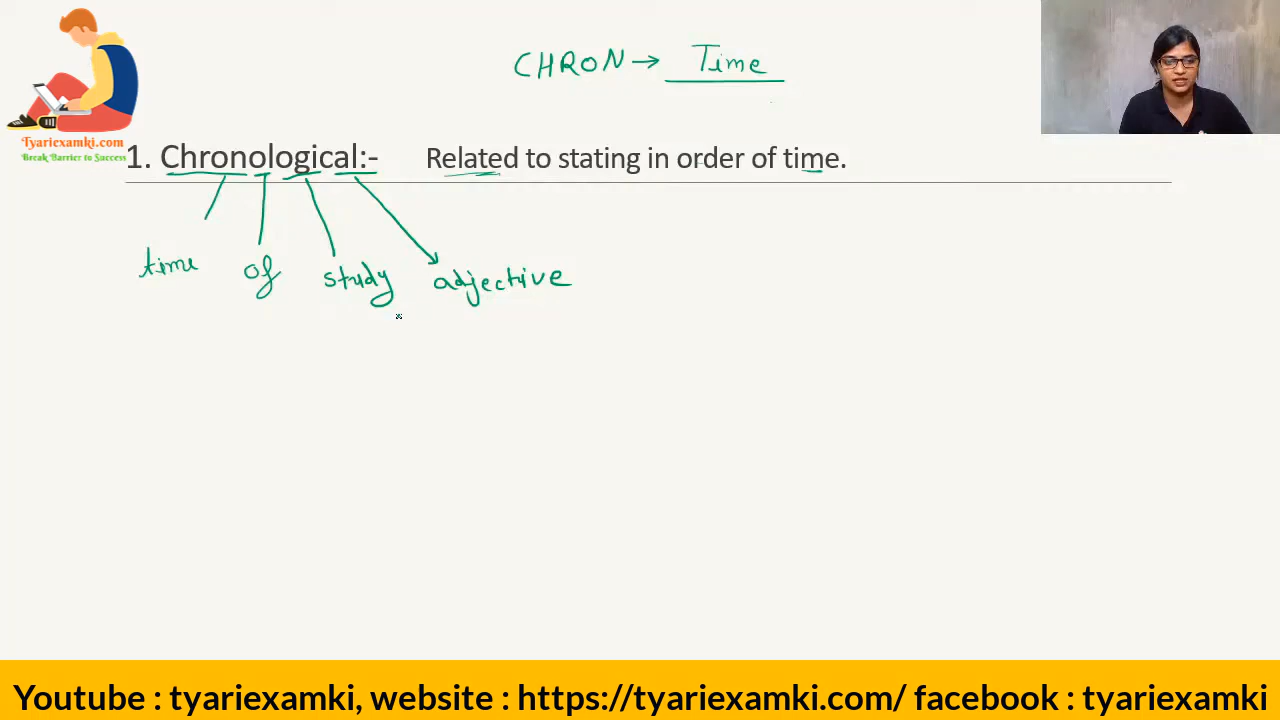 CHRON → Time
Tyariexamki.com
Break Barrier to Success
1. Chronological:- Related to stating in order of time.
time of study adjective
Youtube : tyariexamki, website : https://tyariexamki.com/ facebook : tyariexamki